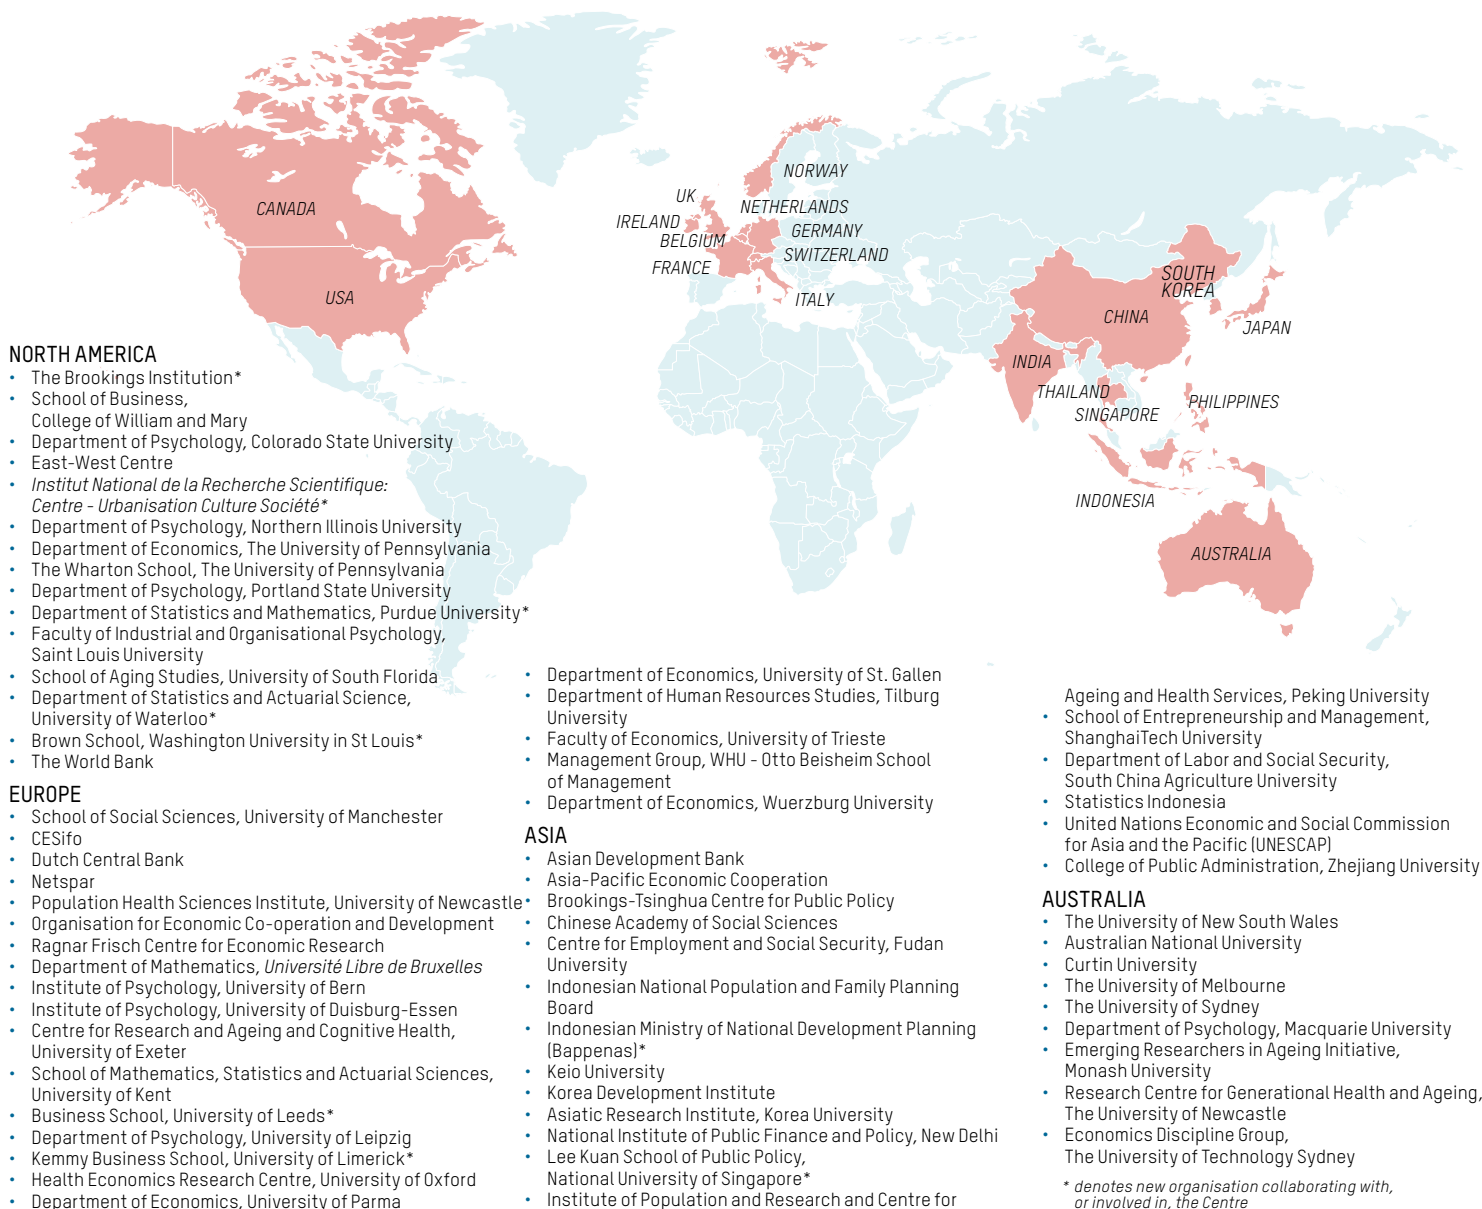 CANADA
USA
NORWAY
UK
NETHERLANDS
IRELAND
GERMANY
BELGIUM
SWITZERLAND
FRANCE
ITALY
SOUTH
KOREA
CHINA
JAPAN
INDIA
THAILAND
PHILIPPINES
SINGAPORE
INDONESIA
AUSTRALIA
NORTH AMERICA
• The Brookings Institution*
• School of Business,
College of William and Mary
• Department of Psychology, Colorado State University
• East-West Centre
• Institut National de la Recherche Scientifique:
Centre - Urbanisation Culture Société*
• Department of Psychology, Northern Illinois University
• Department of Economics, The University of Pennsylvania
• The Wharton School, The University of Pennsylvania
• Department of Psychology, Portland State University
• Department of Statistics and Mathematics, Purdue University*
• Faculty of Industrial and Organisational Psychology,
Saint Louis University
• School of Aging Studies, University of South Florida
• Department of Statistics and Actuarial Science,
University of Waterloo*
• Brown School, Washington University in St Louis*
• The World Bank
EUROPE
• School of Social Sciences, University of Manchester
• CESifo
• Dutch Central Bank
• Netspar
• Population Health Sciences Institute, University of Newcastle
• Organisation for Economic Co-operation and Development
• Ragnar Frisch Centre for Economic Research
• Department of Mathematics, Université Libre de Bruxelles
• Institute of Psychology, University of Bern
• Institute of Psychology, University of Duisburg-Essen
• Centre for Research and Ageing and Cognitive Health,
University of Exeter
• School of Mathematics, Statistics and Actuarial Sciences,
University of Kent
• Business School, University of Leeds*
• Department of Psychology, University of Leipzig
• Kemmy Business School, University of Limerick*
• Health Economics Research Centre, University of Oxford
• Department of Economics, University of Parma
• Department of Economics, University of St. Gallen
• Department of Human Resources Studies, Tilburg
University
• Faculty of Economics, University of Trieste
• Management Group, WHU - Otto Beisheim School
of Management
• Department of Economics, Wuerzburg University
ASIA
• Asian Development Bank
• Asia-Pacific Economic Cooperation
• Brookings-Tsinghua Centre for Public Policy
• Chinese Academy of Social Sciences
• Centre for Employment and Social Security, Fudan
University
• Indonesian National Population and Family Planning
Board
• Indonesian Ministry of National Development Planning
(Bappenas)*
• Keio University
• Korea Development Institute
• Asiatic Research Institute, Korea University
• National Institute of Public Finance and Policy, New Delhi
• Lee Kuan School of Public Policy,
National University of Singapore*
• Institute of Population and Research and Centre for
Ageing and Health Services, Peking University
• School of Entrepreneurship and Management,
ShanghaiTech University
• Department of Labor and Social Security,
South China Agriculture University
• Statistics Indonesia
• United Nations Economic and Social Commission
for Asia and the Pacific (UNESCAP)
• College of Public Administration, Zhejiang University
AUSTRALIA
• The University of New South Wales
• Australian National University
• Curtin University
• The University of Melbourne
• The University of Sydney
• Department of Psychology, Macquarie University
• Emerging Researchers in Ageing Initiative,
Monash University
• Research Centre for Generational Health and Ageing,
The University of Newcastle
• Economics Discipline Group,
The University of Technology Sydney
* denotes new organisation collaborating with,
or involved in, the Centre